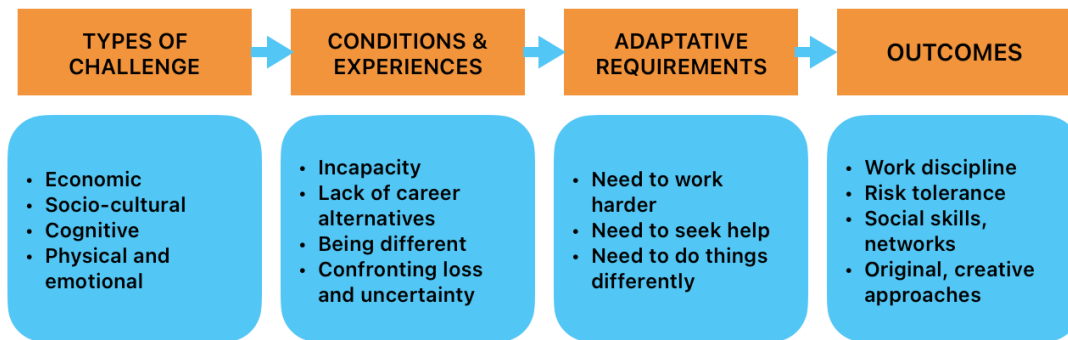 TYPES OF
CHALLENGE
CONDITIONS &
EXPERIENCES
ADAPTATIVE
REQUIREMENTS
OUTCOMES
• Economic
• Socio-cultural
• Cognitive
• Physical and
emotional
• Incapacity
• Lack of career
alternatives
• Being different
• Confronting loss
and uncertainty
• Need to work
harder
• Need to seek help
• Need to do things
differently
• Work discipline
• Risk tolerance
• Social skills,
networks
• Original, creative
approaches